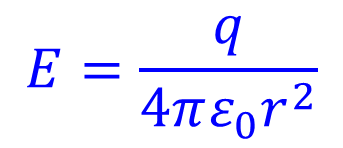 E = q / 4πε₀r²